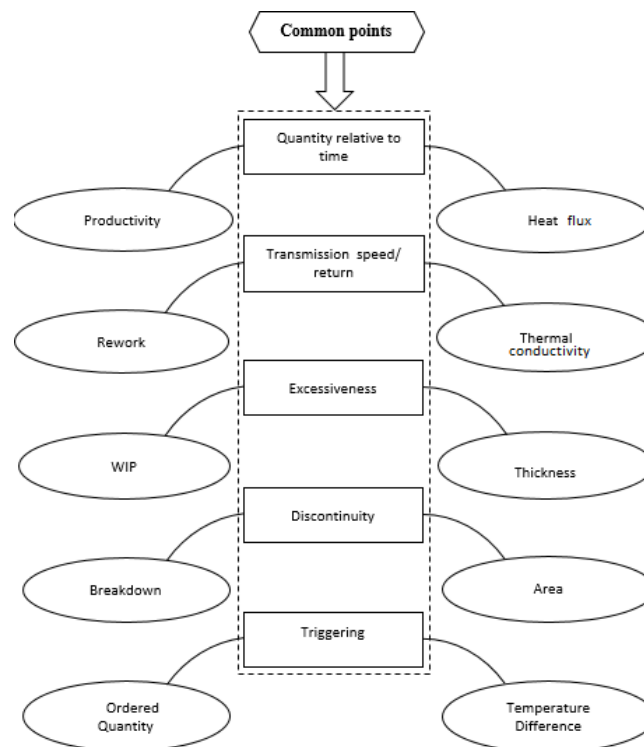 Common points
Quantity relative to
time
Productivity
Heat flux
Transmission speed/
return
Rework
Thermal
conductivity
Excessiveness
WIP
Thickness
Discontinuity
Breakdown
Area
Triggering
Ordered
Quantity
Temperature
Difference